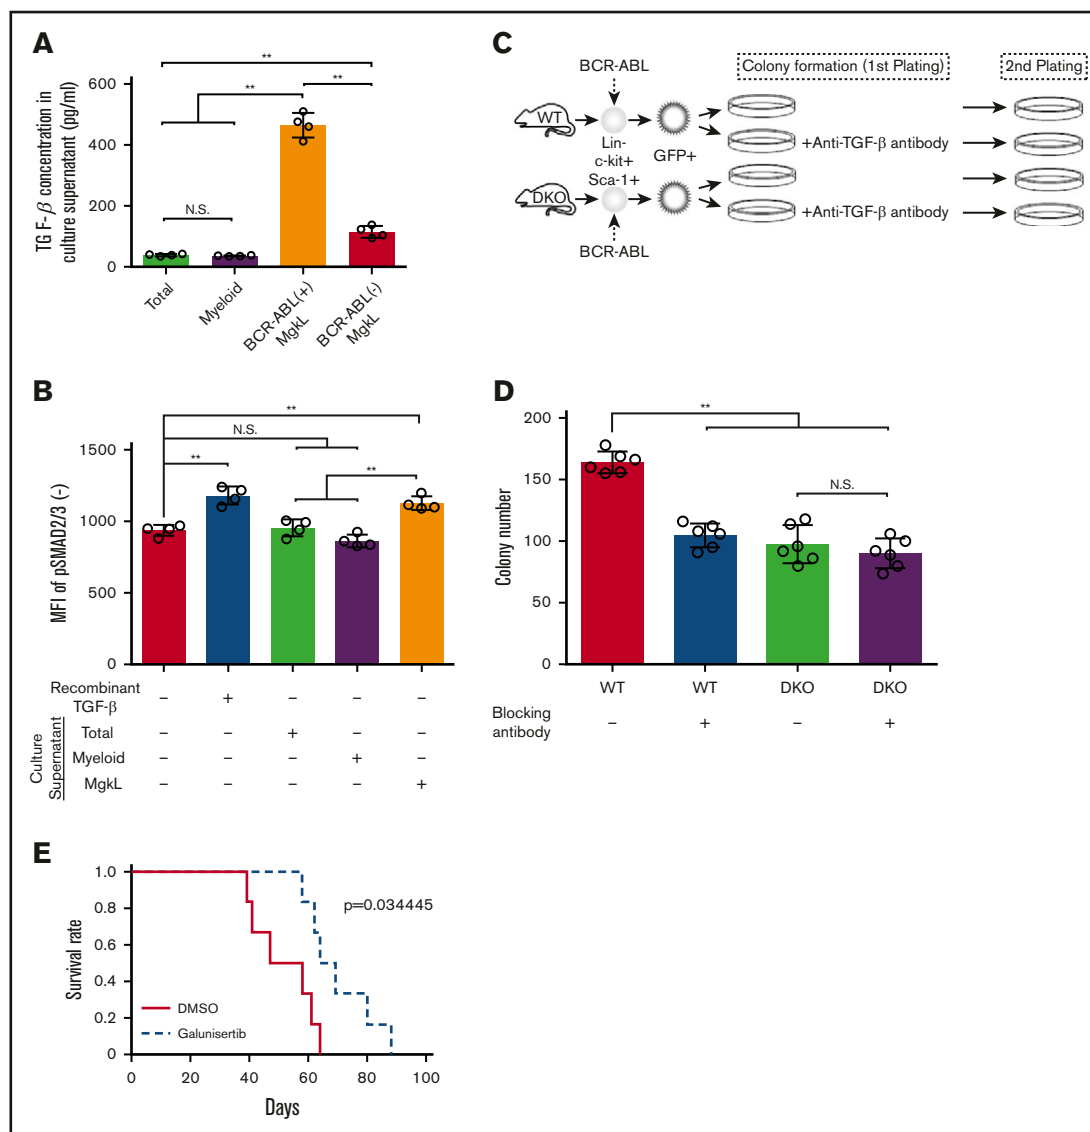 A
TG F-β concentration in
culture supernatant (pg/ml)
600
400
200
0
**
**
**
N.S.
Total
Myeloid
BCR-ABL(+)
MgkL
BCR-ABL(-)
MgkL
C
BCR-ABL
Colony formation (1st Plating)
2nd Plating
WT
Lin-
c-kit+
Sca-1+
GFP+
+Anti-TGF-β antibody
DKO
+Anti-TGF-β antibody
BCR-ABL
B
MFI of pSMAD2/3 (-)
1500
1000
500
0
**
N.S.
**
**
Recombinant
TGF-β
– + – – –
Culture
Supernatant
Total – – + – –
Myeloid – – – + –
MgkL – – – – +
D
Colony number
200
150
100
50
0
**
N.S.
WT WT DKO DKO
Blocking
antibody
– + – +
E
Survival rate
1.0
0.8
0.6
0.4
0.2
0
p=0.034445
DMSO
Galunisertib
0 20 40 60 80 100
Days